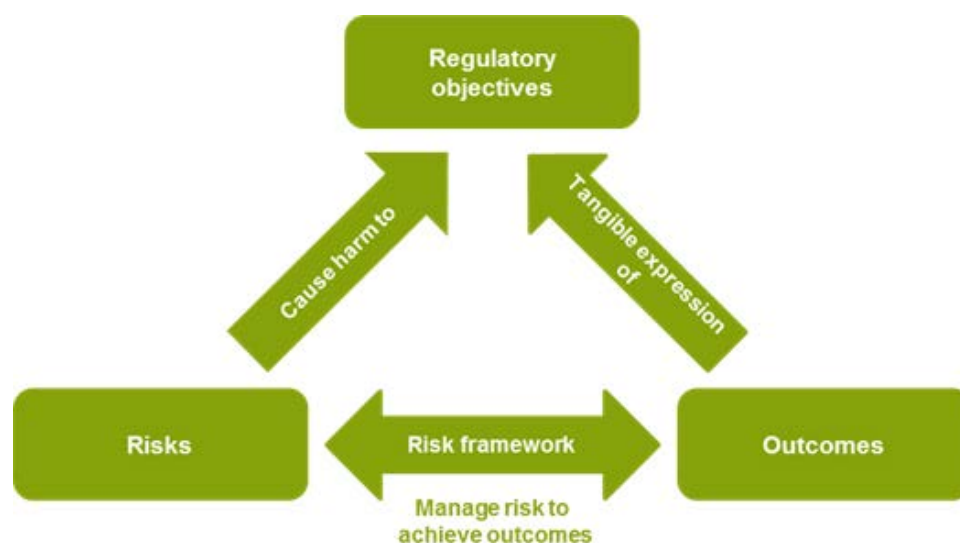 Regulatory
objectives
Cause harm to
Tangible expression
of
Risks
Risk framework
Outcomes
Manage risk to
achieve outcomes